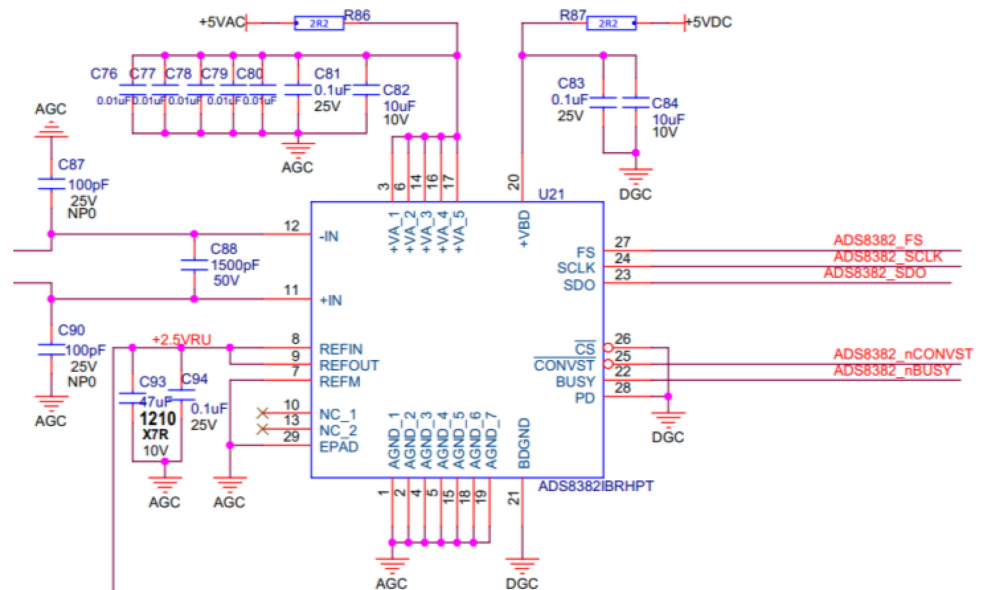 +5VAC
2R2
R86
R87
2R2
+5VDC
C76
C77
C78
C79
C80
0.01uF
0.01uF
0.01uF
0.01uF
0.01uF
C81
0.1uF
25V
C82
10uF
10V
AGC
C83
0.1uF
25V
C84
10uF
10V
DGC
AGC
C87
100pF
25V
NP0
C88
1500pF
50V
C90
100pF
25V
NP0
AGC
+2.5VRU
C93
47uF
1210
X7R
10V
C94
0.1uF
25V
AGC
AGC
3
6
14
16
17
20
U21
+VA_1
+VA_2
+VA_3
+VA_4
+VA_5
+VBD
12
-IN
11
+IN
8
REFIN
9
REFOUT
7
REFM
10
NC_1
13
NC_2
29
EPAD
FS
27
ADS8382_FS
SCLK
24
ADS8382_SCLK
SDO
23
ADS8382_SDO
CS
26
CONVST
25
ADS8382_nCONVST
BUSY
22
ADS8382_nBUSY
PD
28
DGC
AGND_1
AGND_2
AGND_3
AGND_4
AGND_5
AGND_6
AGND_7
BDGND
ADS8382IBRHPT
1
2
4
5
15
18
19
21
AGC
DGC